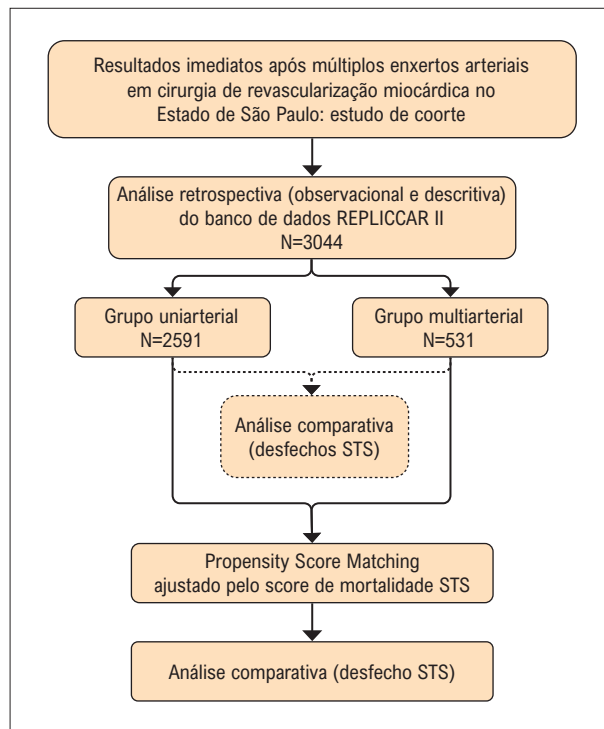 Resultados imediatos após múltiplos enxertos arteriais
em cirurgia de revascularização miocárdica no
Estado de São Paulo: estudo de coorte
Análise retrospectiva (observacional e descritiva)
do banco de dados REPLICCAR II
N=3044
Grupo uniarterial
N=2591
Grupo multiarterial
N=531
Análise comparativa
(desfechos STS)
Propensity Score Matching
ajustado pelo score de mortalidade STS
Análise comparativa (desfecho STS)